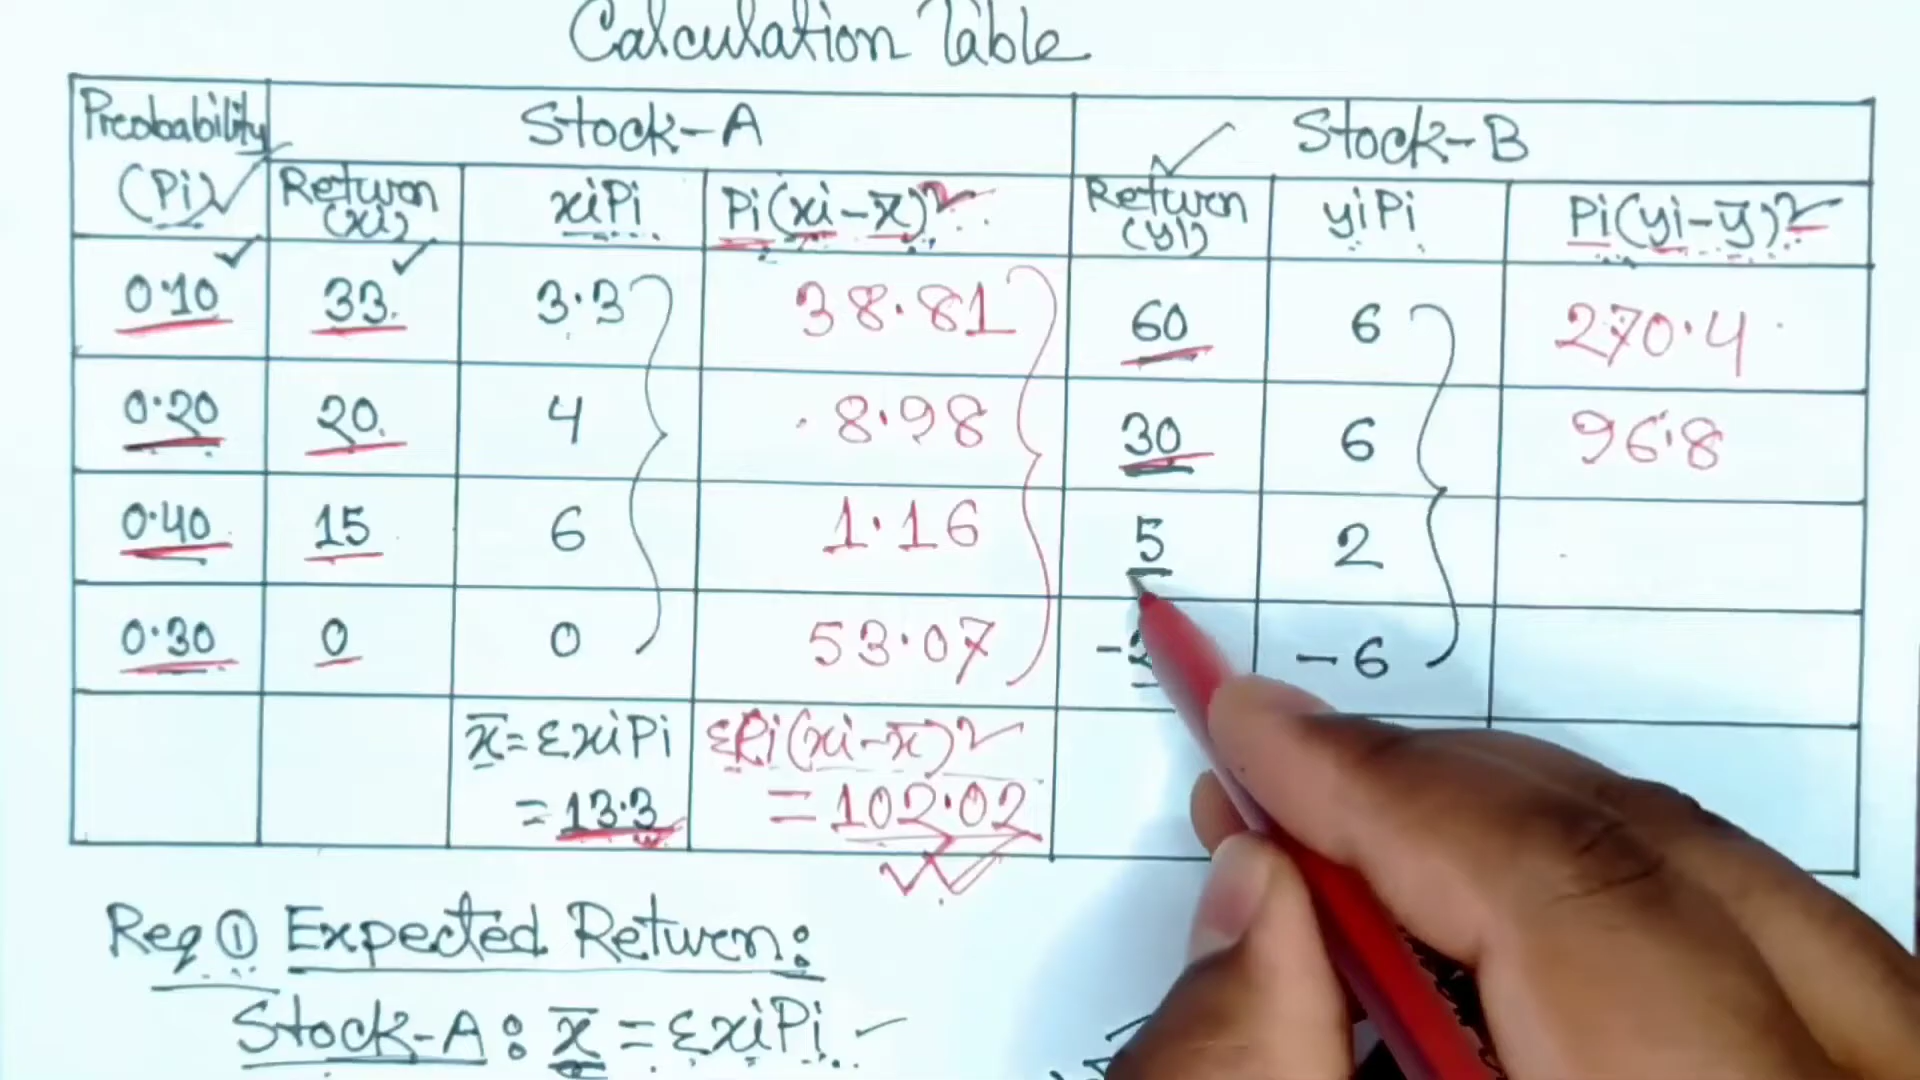 Calculation Table
Precobability Stock-A Stock-B
(Pi) Return (xi) xiPi Pi(xi-x̄)² Return (yi) yiPi Pi(yi-ȳ)²
0.10 33 3.3 38.81 60 6 270.4
0.20 20 4 8.98 30 6 96.8
0.40 15 6 1.16 5 2
0.30 0 0 53.07 -6
x̄=ΣxiPi ΣPi(xi-x̄)²
=13.3 =102.02
Req ① Expected Return:
Stock-A: x̄ = ΣxiPi